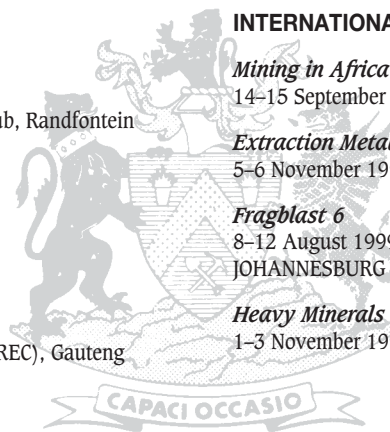 ub, Randfontein
REC), Gauteng
INTERNATIONA
Mining in Africa
14–15 September
Extraction Metal
5–6 November 19
Fragblast 6
8–12 August 1999
JOHANNESBURG
Heavy Minerals
1–3 November 19
CAPACI OCCASIO